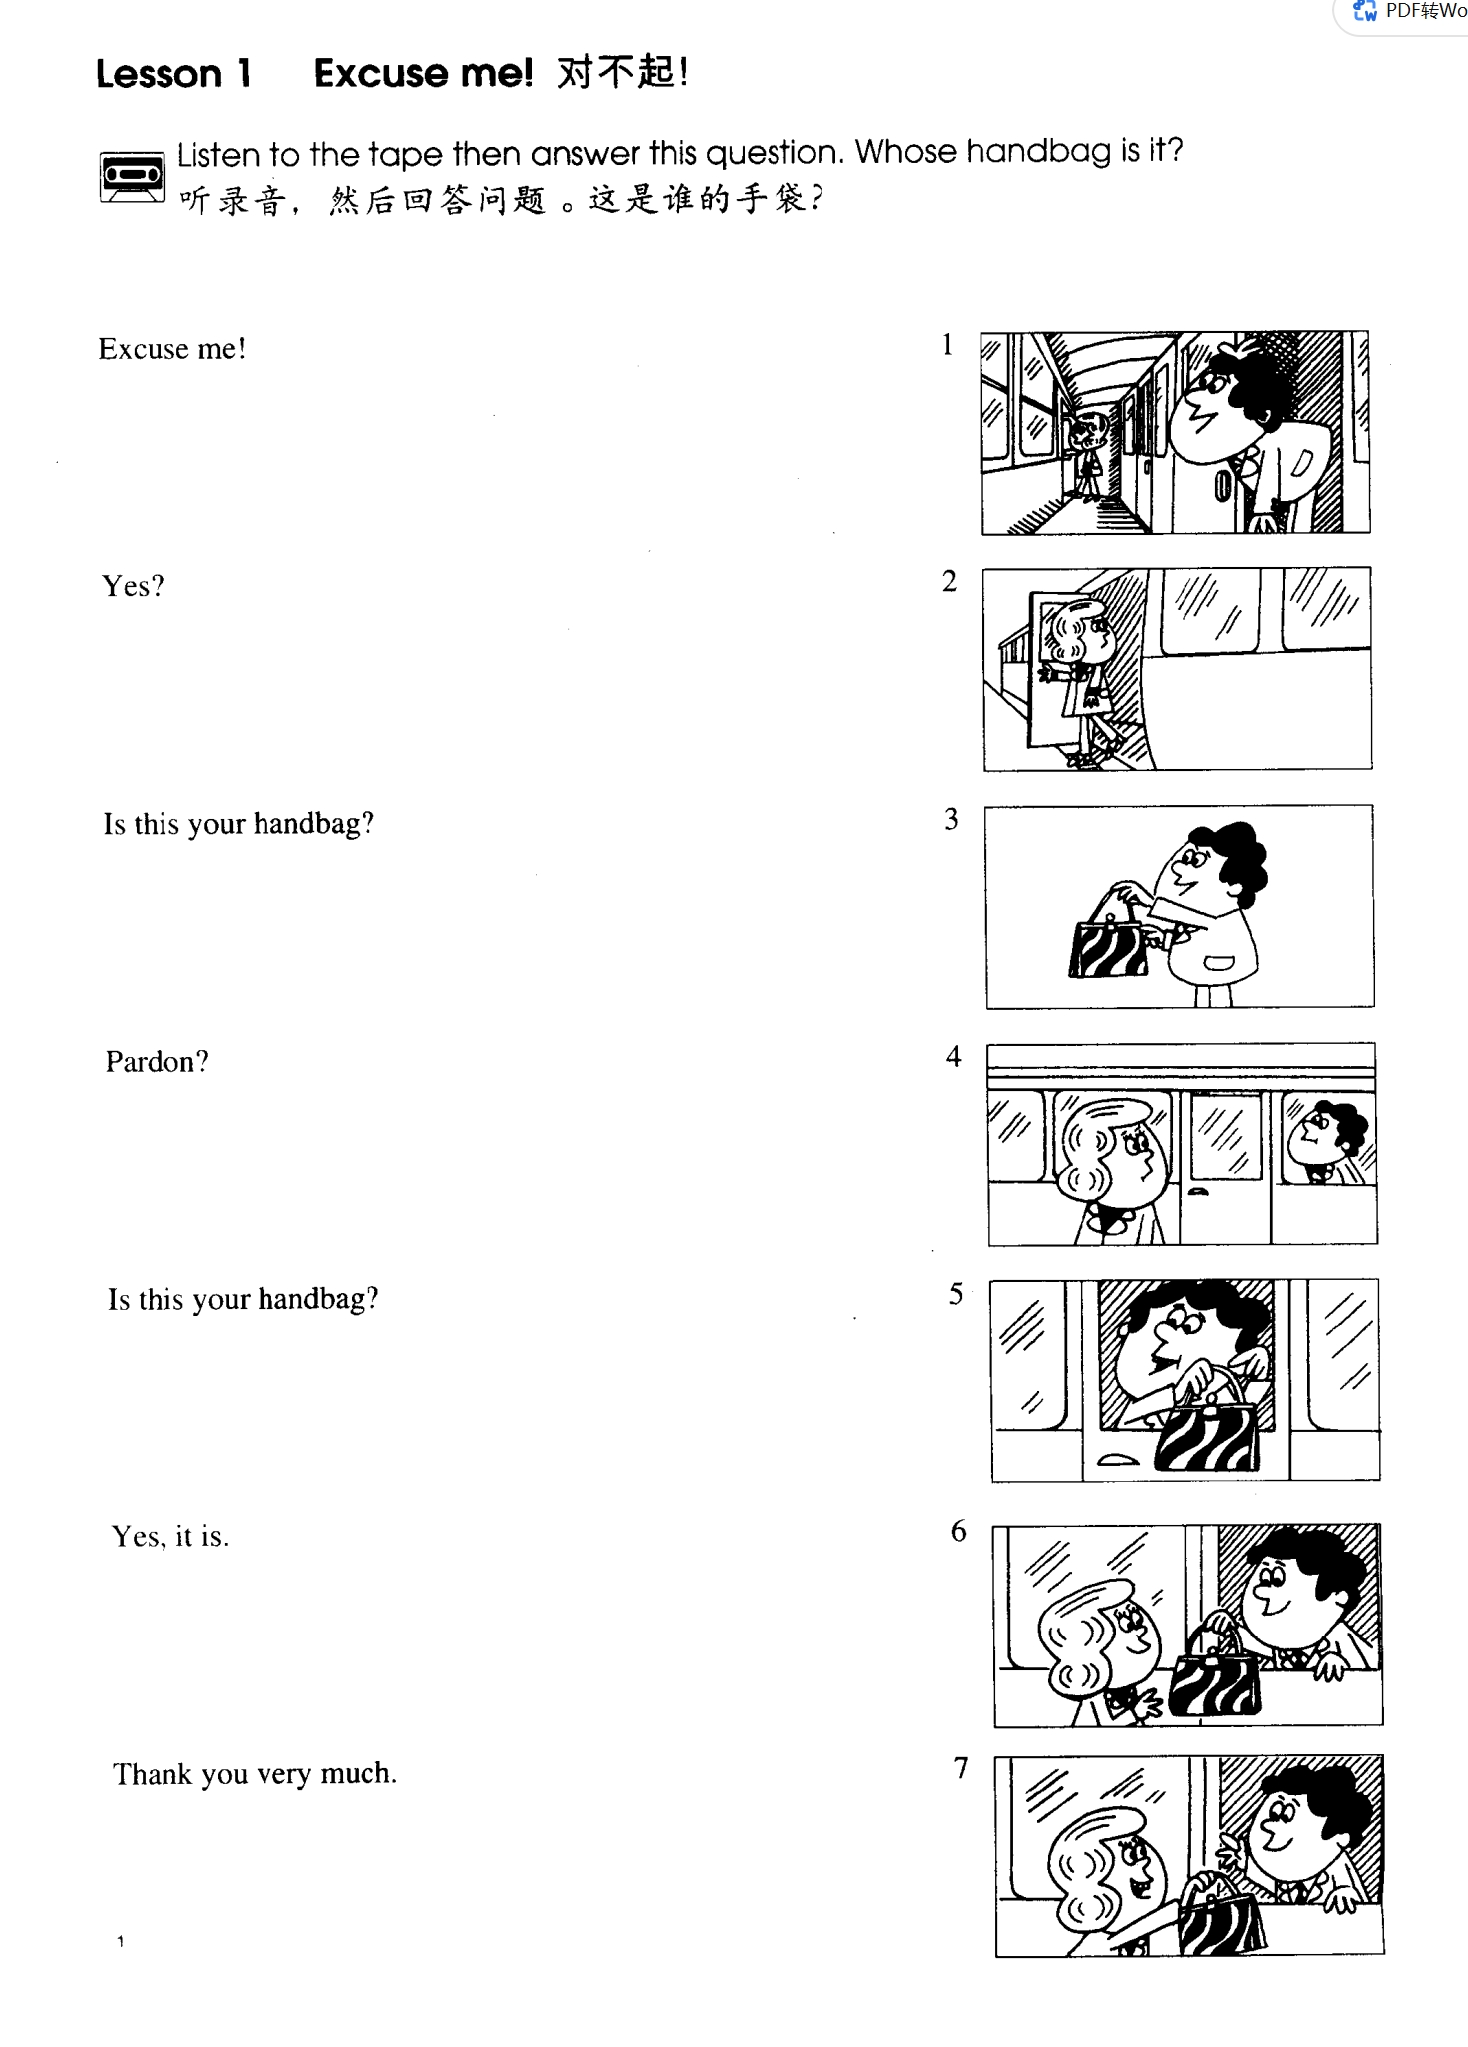 PDF转Wo
Lesson 1 Excuse me! 对不起!
Listen to the tape then answer this question. Whose handbag is it?
听录音，然后回答问题。这是谁的手袋?
Excuse me!
1
Yes?
2
Is this your handbag?
3
Pardon?
4
Is this your handbag?
5
Yes, it is.
6
Thank you very much.
7
1